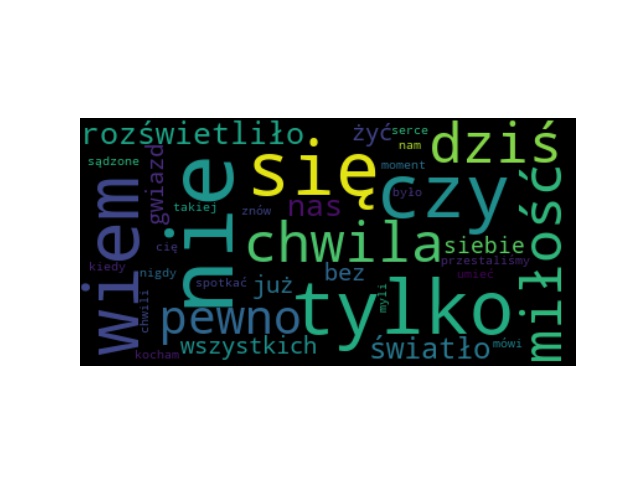 rozświetliło
żyć
serce
nam
dziś
sądzone
gwiazd
nie
się
moment
czy
miłość
wiem
takiej
znów
nas
było
chwila
siebie
cię
przestaliśmy
kiedy
nigdy
spotkać
już
bez
umieć
chwili
pewno
tylko
myli
kocham
wszystkich
światło
mówi